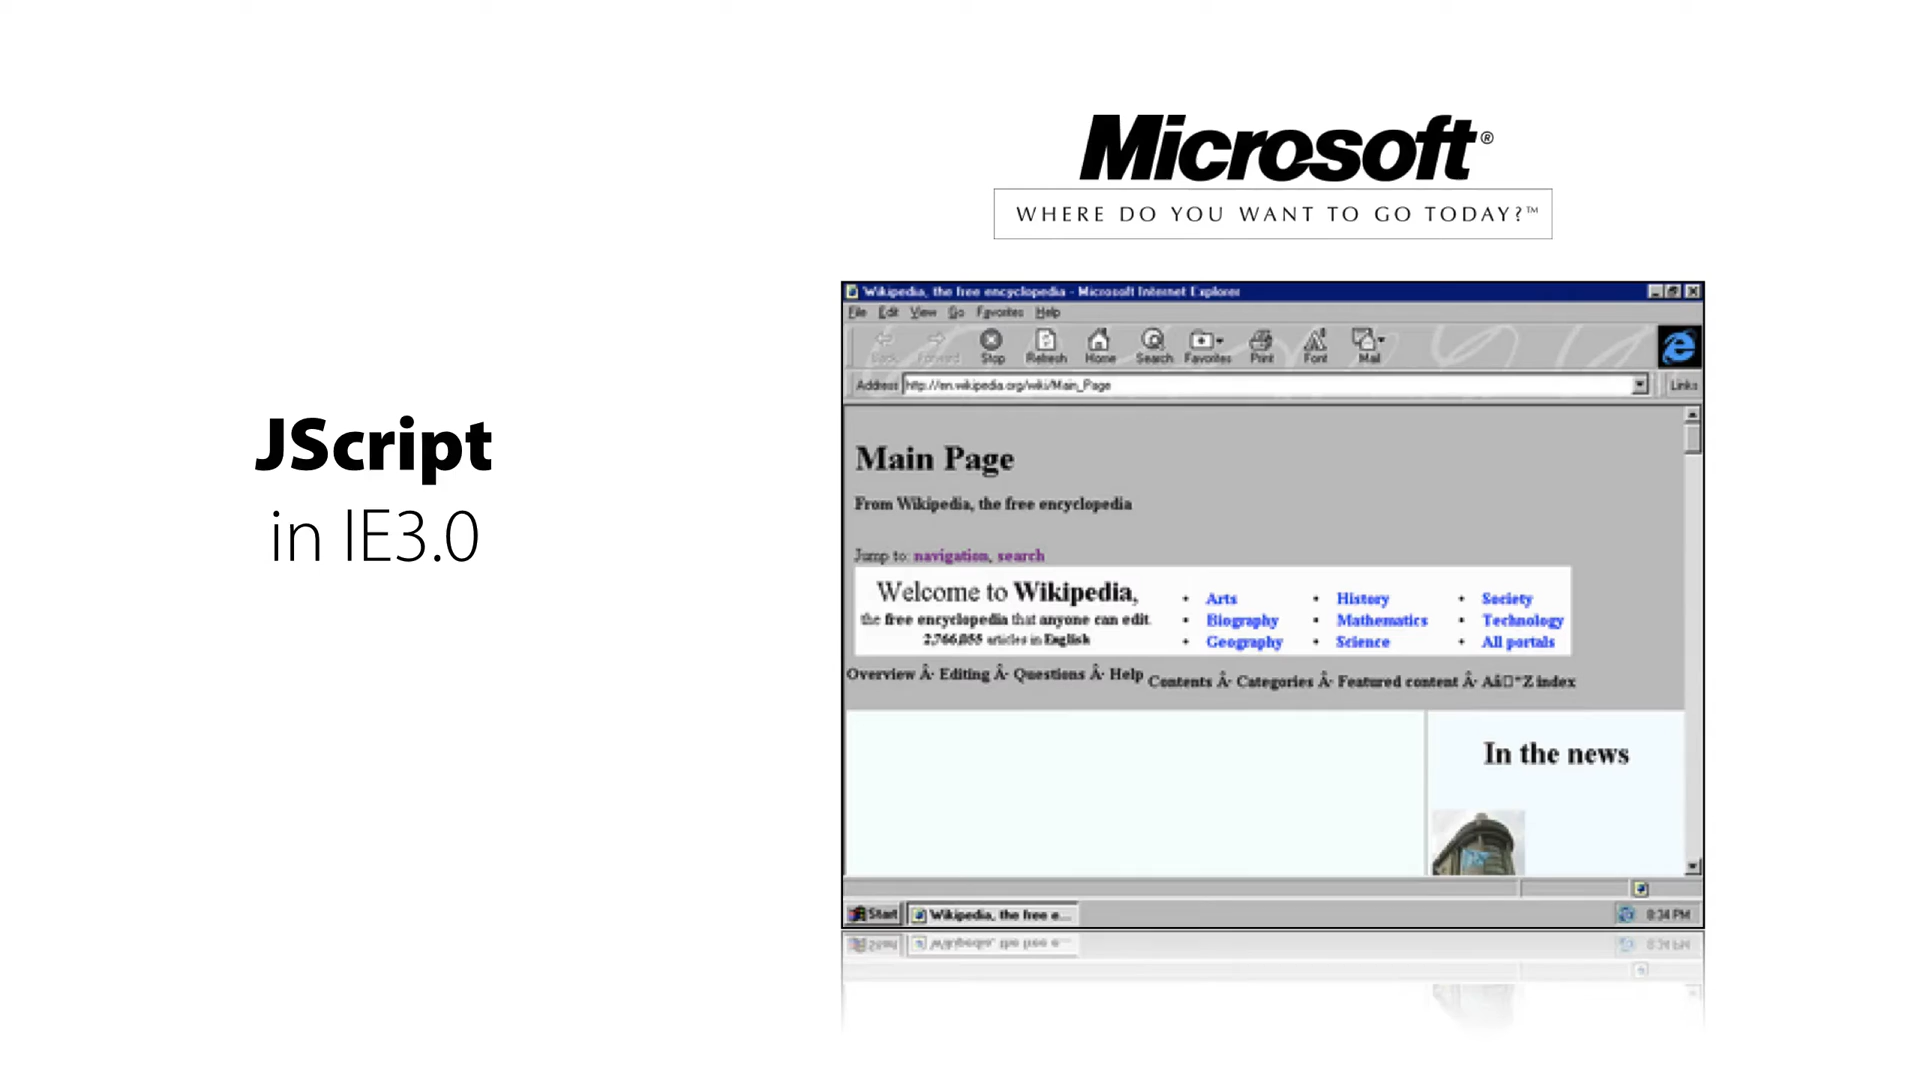 Microsoft®
WHERE DO YOU WANT TO GO TODAY?™
JScript
in IE3.0
Wikipedia, the free encyclopedia - Microsoft Internet Explorer
File Edit View Go Favorites Help
Back Forward Stop Refresh Home Search Favorites Print Font Mail
Address http://en.wikipedia.org/wiki/Main_Page Links
Main Page
From Wikipedia, the free encyclopedia
Jump to: navigation, search
Welcome to Wikipedia,
the free encyclopedia that anyone can edit.
2,766,055 articles in English
• Arts • History • Society
• Biography • Mathematics • Technology
• Geography • Science • All portals
Overview Â· Editing Â· Questions Â· Help
Contents Â· Categories Â· Featured content Â· Aâ□“Z index
In the news
Start Wikipedia, the free e... 8:34 PM